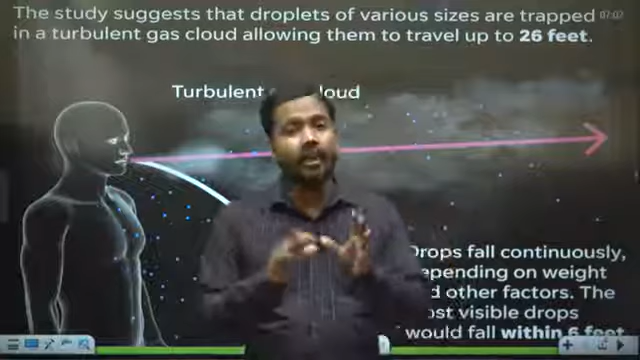 The study suggests that droplets of various sizes are trapped
07:07
in a turbulent gas cloud allowing them to travel up to 26 feet.
Turbulent
Drops fall continuously,
on weight
other factors. The
visible drops
would fall within 6 feet